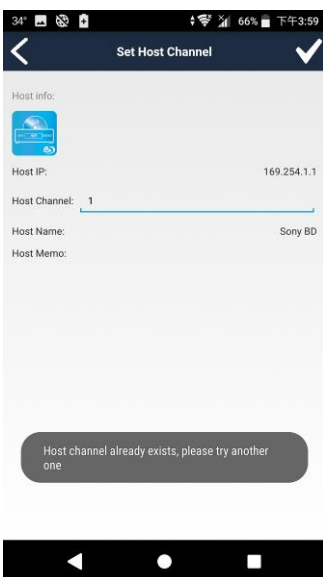 34° 66% 下午3:59
Set Host Channel
Host info:
Host IP: 169.254.1.1
Host Channel: 1
Host Name: Sony BD
Host Memo:
Host channel already exists, please try another
one